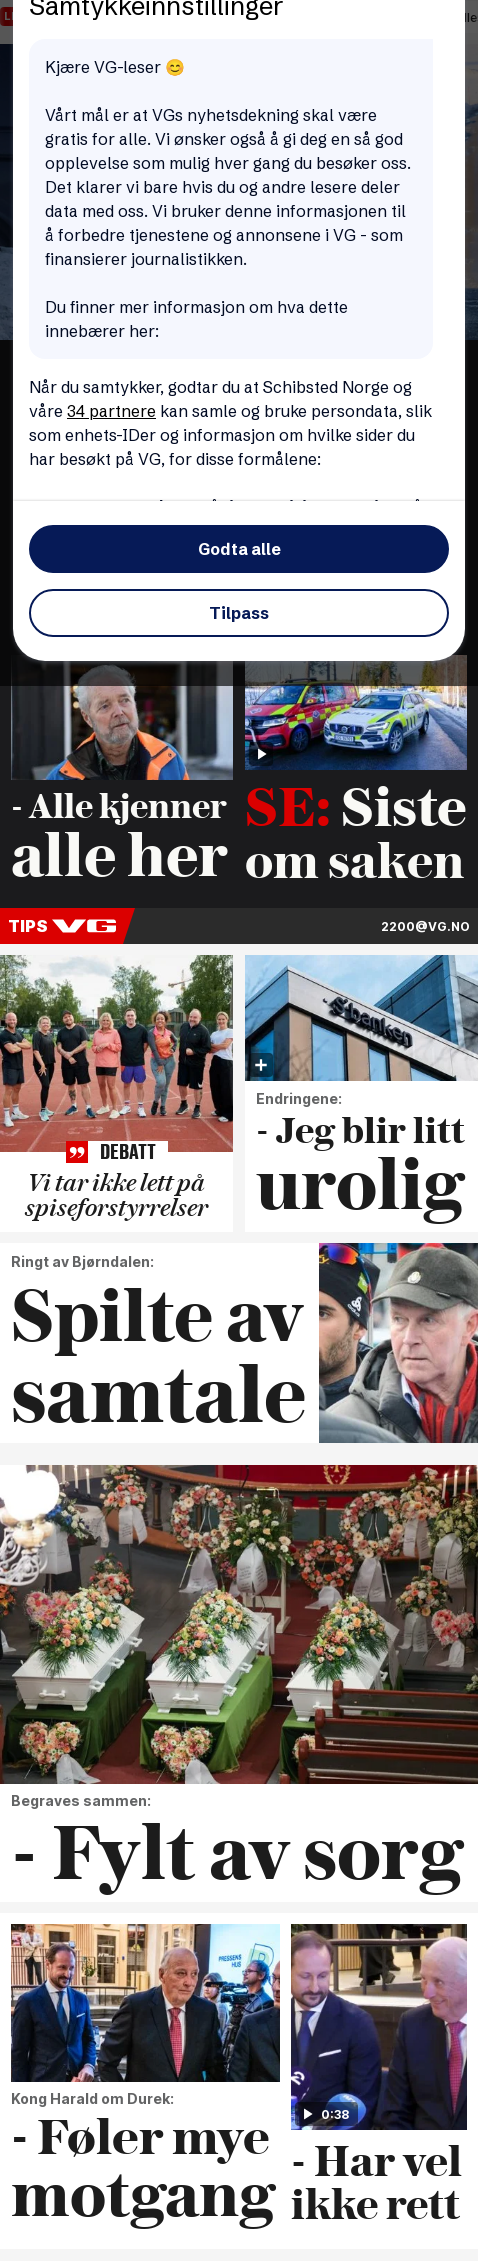 Samtykkeinnstillinger
Kjære VG-leser 😊
Vårt mål er at VGs nyhetsdekning skal være
gratis for alle. Vi ønsker også å gi deg en så god
opplevelse som mulig hver gang du besøker oss.
Det klarer vi bare hvis du og andre lesere deler
data med oss. Vi bruker denne informasjonen til
å forbedre tjenestene og annonsene i VG - som
finansierer journalistikken.
Du finner mer informasjon om hva dette
innebærer her:
Når du samtykker, godtar du at Schibsted Norge og
våre 34 partnere kan samle og bruke persondata, slik
som enhets-IDer og informasjon om hvilke sider du
har besøkt på VG, for disse formålene:
Godta alle
Tilpass
- Alle kjenner
alle her
SE: Siste
om saken
TIPS VG
2200@VG.NO
Sbanken
DEBATT
Vi tar ikke lett på
spiseforstyrrelser
Endringene:
- Jeg blir litt
urolig
Ringt av Bjørndalen:
Spilte av
samtale
Begraves sammen:
- Fylt av sorg
PRESSENS
HUS
Kong Harald om Durek:
- Føler mye
motgang
0:38
- Har vel
ikke rett